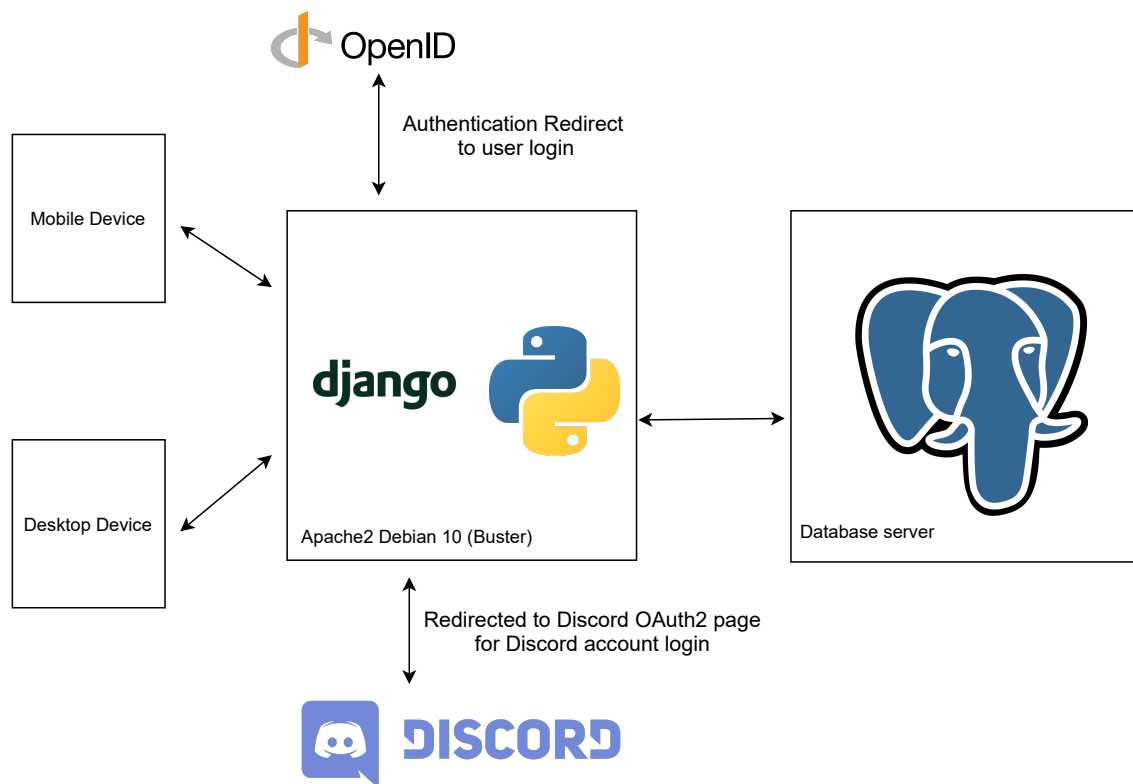 OpenID
Authentication Redirect
to user login
Mobile Device
django
Desktop Device
Apache2 Debian 10 (Buster)
Database server
Redirected to Discord OAuth2 page
for Discord account login
DISCORD